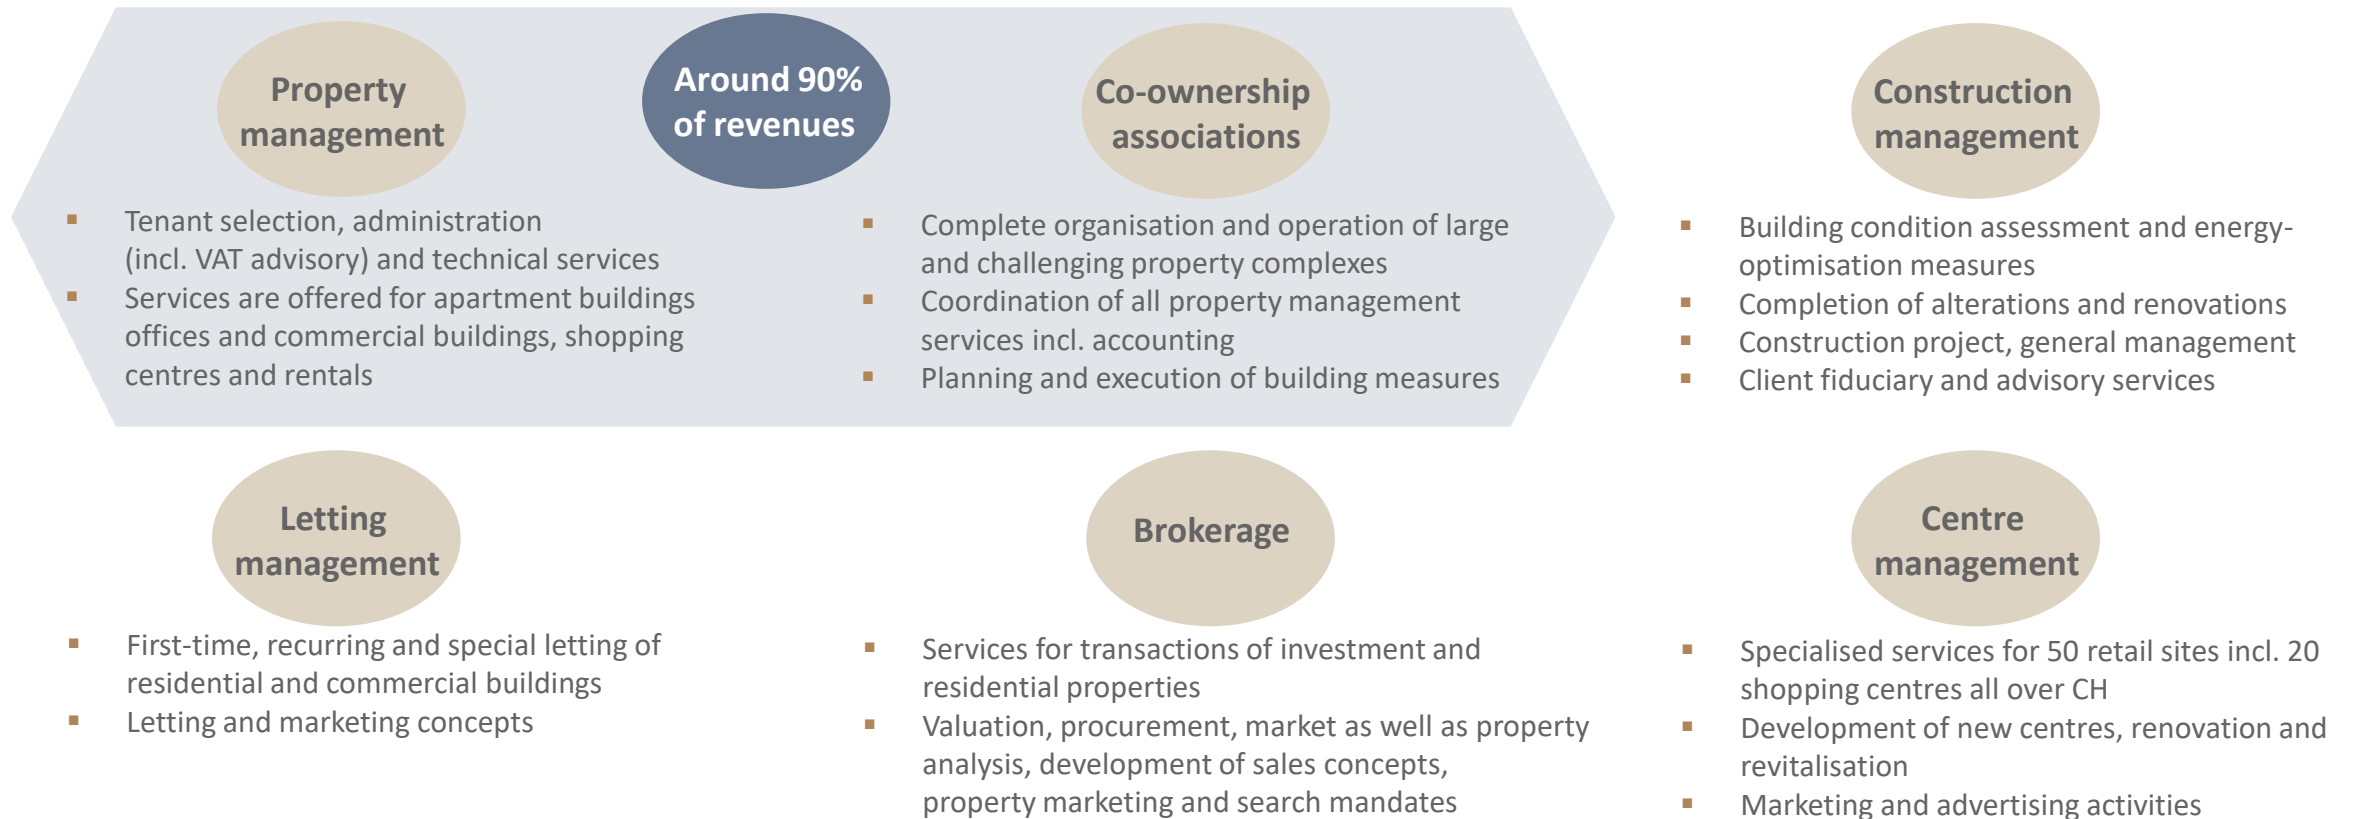 Property
management
Around 90%
of revenues
Co-ownership
associations
Construction
management
▪ Tenant selection, administration
(incl. VAT advisory) and technical services
▪ Services are offered for apartment buildings
offices and commercial buildings, shopping
centres and rentals
▪ Complete organisation and operation of large
and challenging property complexes
▪ Coordination of all property management
services incl. accounting
▪ Planning and execution of building measures
▪ Building condition assessment and energy-
optimisation measures
▪ Completion of alterations and renovations
▪ Construction project, general management
▪ Client fiduciary and advisory services
Letting
management
Brokerage
Centre
management
▪ First-time, recurring and special letting of
residential and commercial buildings
▪ Letting and marketing concepts
▪ Services for transactions of investment and
residential properties
▪ Valuation, procurement, market as well as property
analysis, development of sales concepts,
property marketing and search mandates
▪ Specialised services for 50 retail sites incl. 20
shopping centres all over CH
▪ Development of new centres, renovation and
revitalisation
▪ Marketing and advertising activities